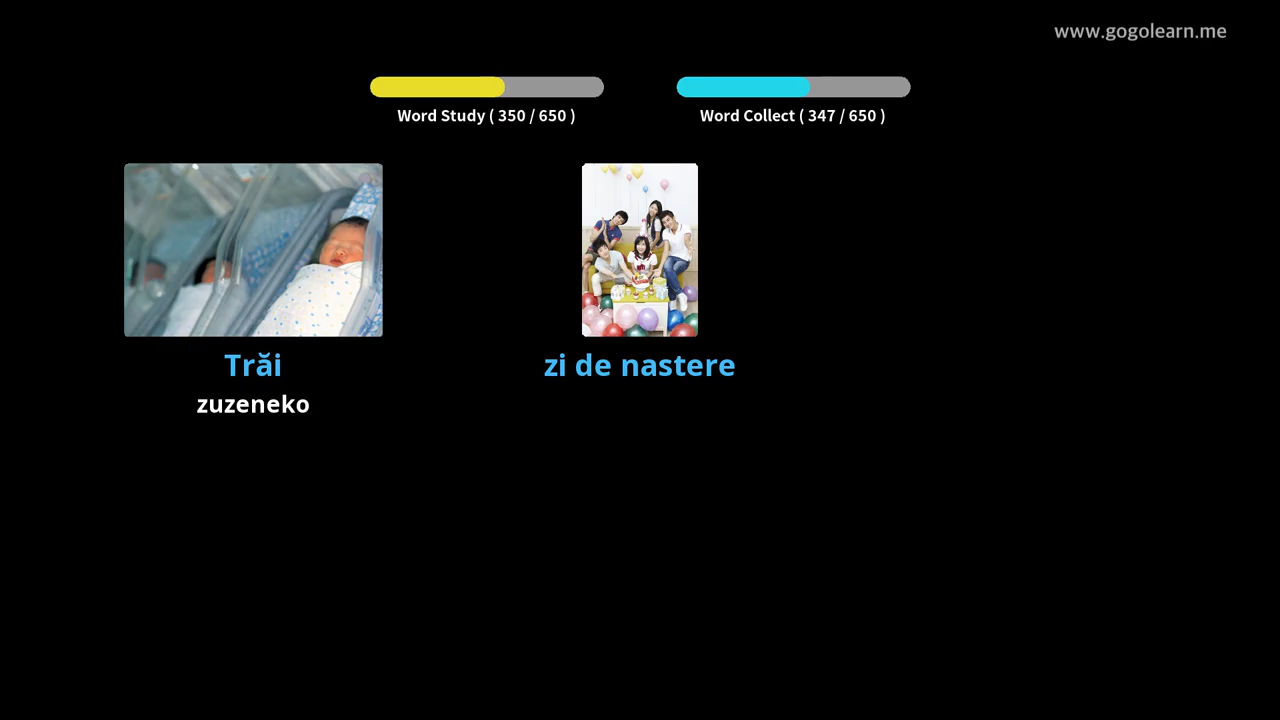 www.gogolearn.me
Word Study ( 350 / 650 )
Word Collect ( 347 / 650 )
Trăi
zuzeneko
zi de nastere